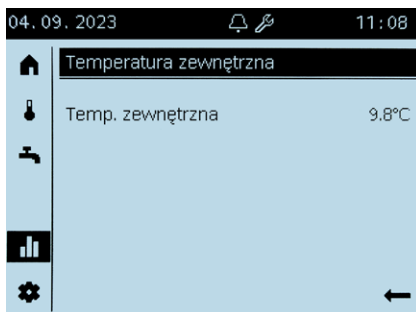 04. 09. 2023 11:08
Temperatura zewnętrzna
Temp. zewnętrzna 9.8°C